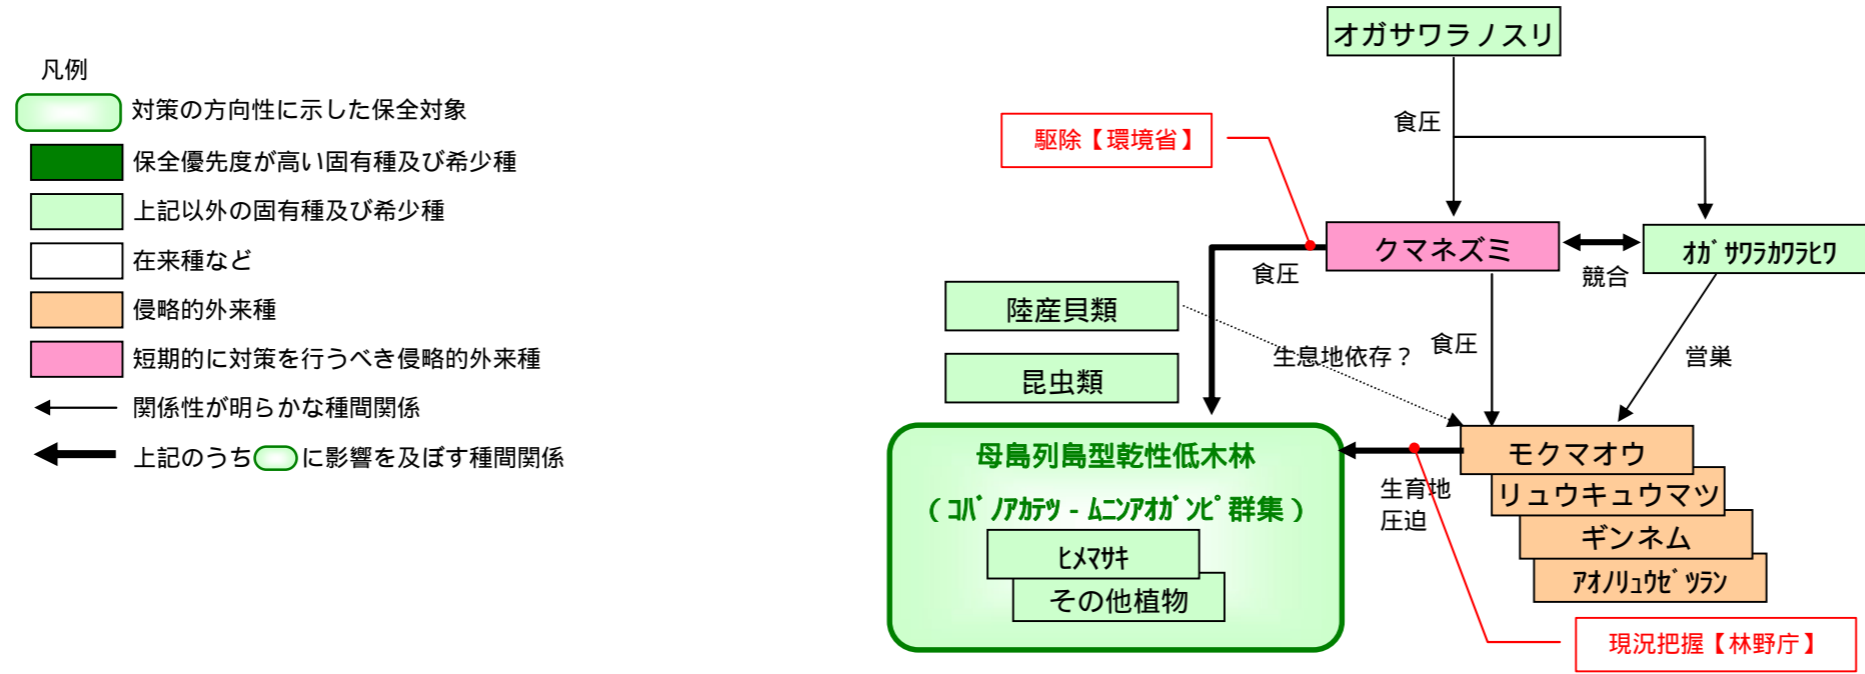 凡例
対策の方向性に示した保全対象
保全優先度が高い固有種及び希少種
上記以外の固有種及び希少種
在来種など
侵略的外来種
短期的に対策を行うべき侵略的外来種
関係性が明らかな種間関係
上記のうち に影響を及ぼす種間関係
オガサワラノスリ
食圧
駆除【環境省】
クマネズミ
競合
ｵｶﾞｻﾜﾗｶﾜﾗﾋﾜ
食圧
陸産貝類
生息地依存？
食圧
営巣
昆虫類
母島列島型乾性低木林
（ｺﾊﾞﾉｱｶﾃﾂ－ﾑﾆﾝｱｵｶﾞﾝﾋﾟ群集）
ﾋﾒﾏｻｷ
その他植物
生育地
圧迫
モクマオウ
リュウキュウマツ
ギンネム
ｱｵﾉﾘｭｳｾﾞﾂﾗﾝ
現況把握【林野庁】